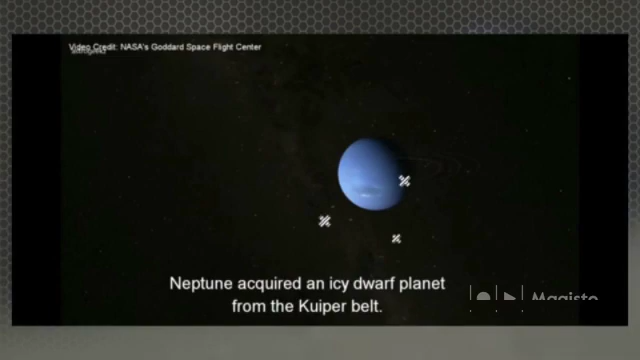 Video Credit: NASA's Goddard Space Flight Center
Neptune acquired an icy dwarf planet
from the Kuiper belt.
Magisto